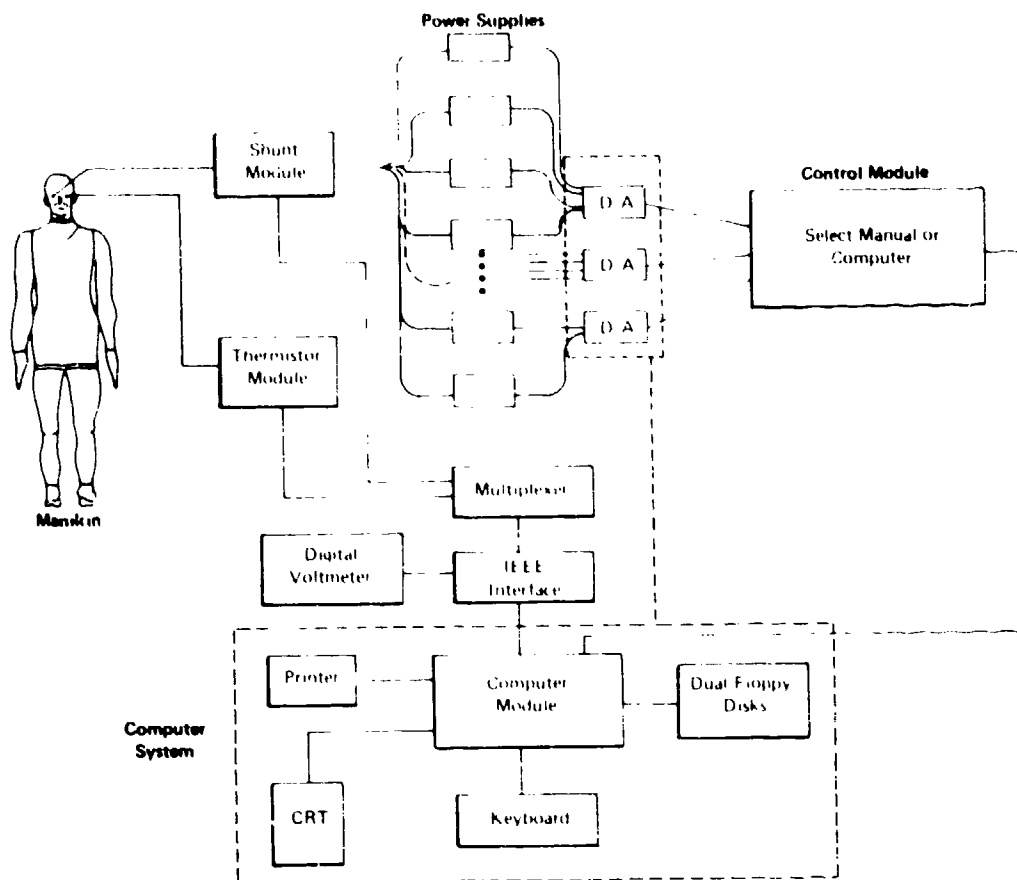 Power Supplies
Shunt
Module
Control Module
D/A
Select Manual or
Computer
D/A
D/A
Thermistor
Module
Manikin
Multiplexer
Digital
Voltmeter
IEEE
Interface
Printer
Computer
Module
Dual Floppy
Disks
Computer
System
CRT
Keyboard